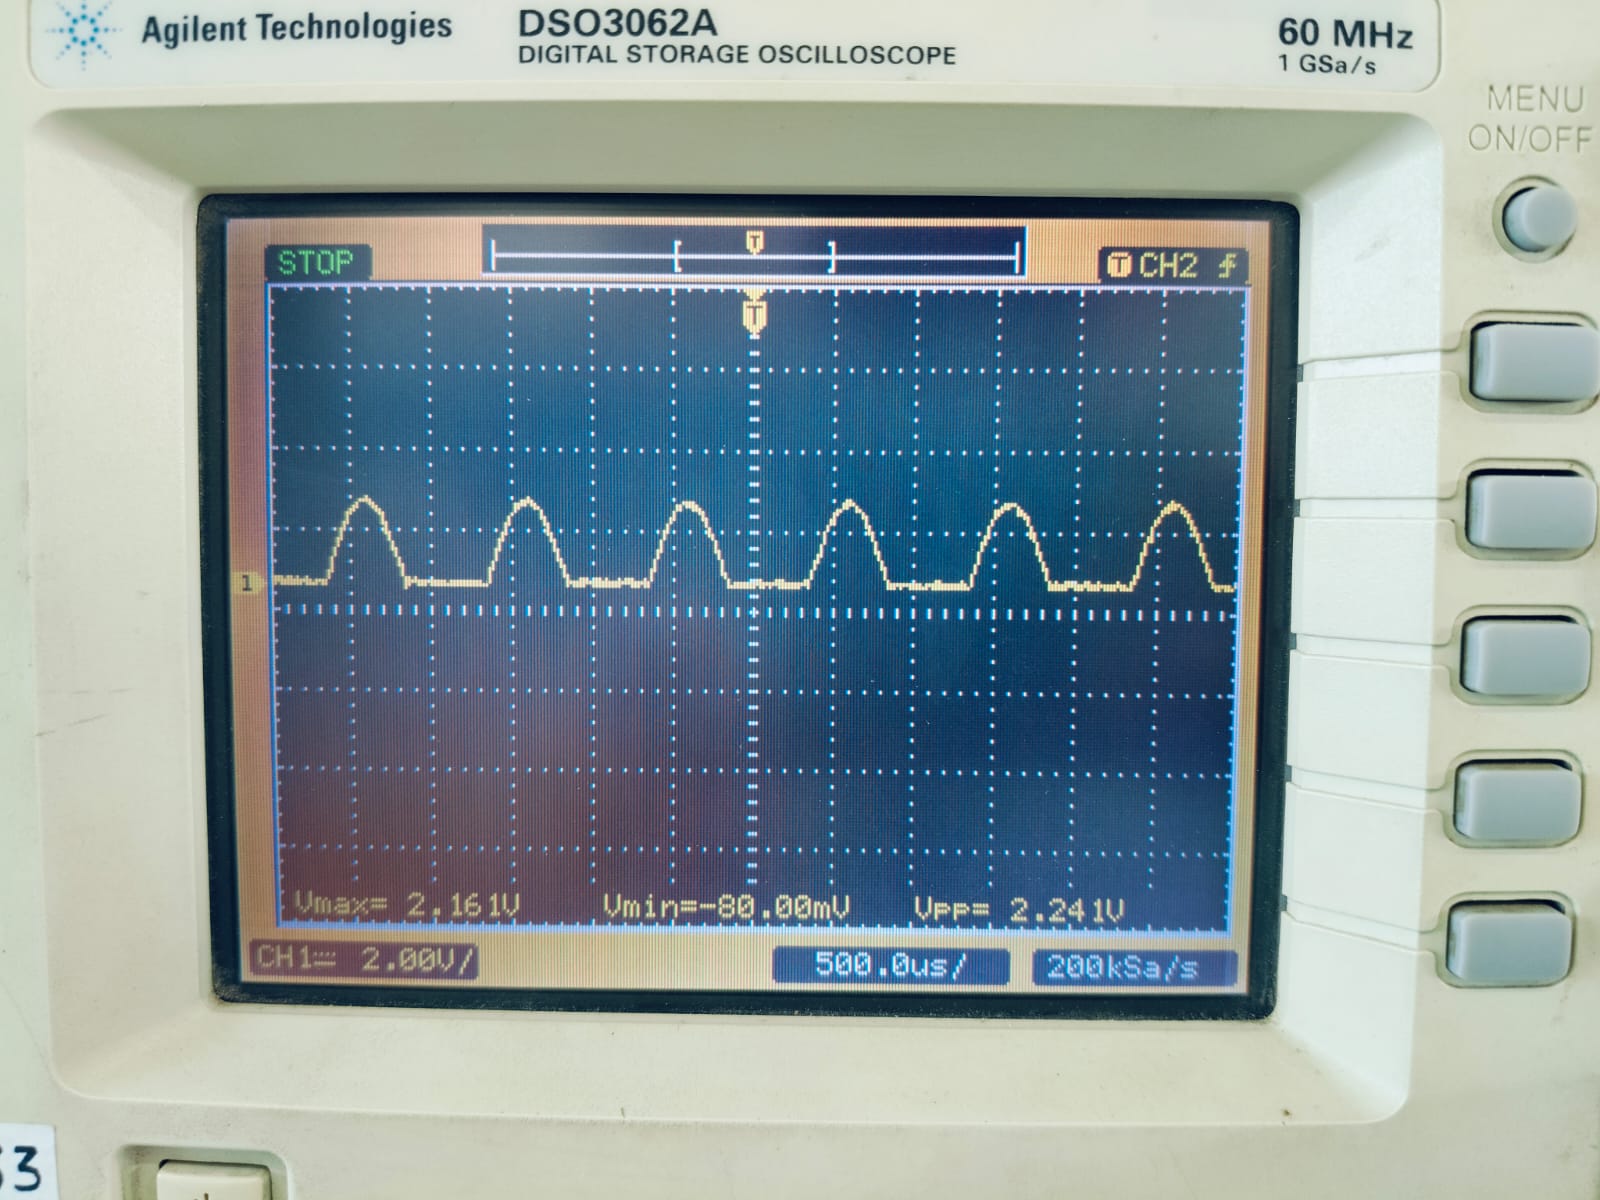 Agilent Technologies
DSO3062A
DIGITAL STORAGE OSCILLOSCOPE
60 MHz
1 GSa/s
MENU
ON/OFF
STOP
T
T CH2
T
1
Vmax= 2.161V Vmin=-80.00mV Vpp= 2.241V
CH1 2.00V/ 500.0us/ 200kSa/s
33